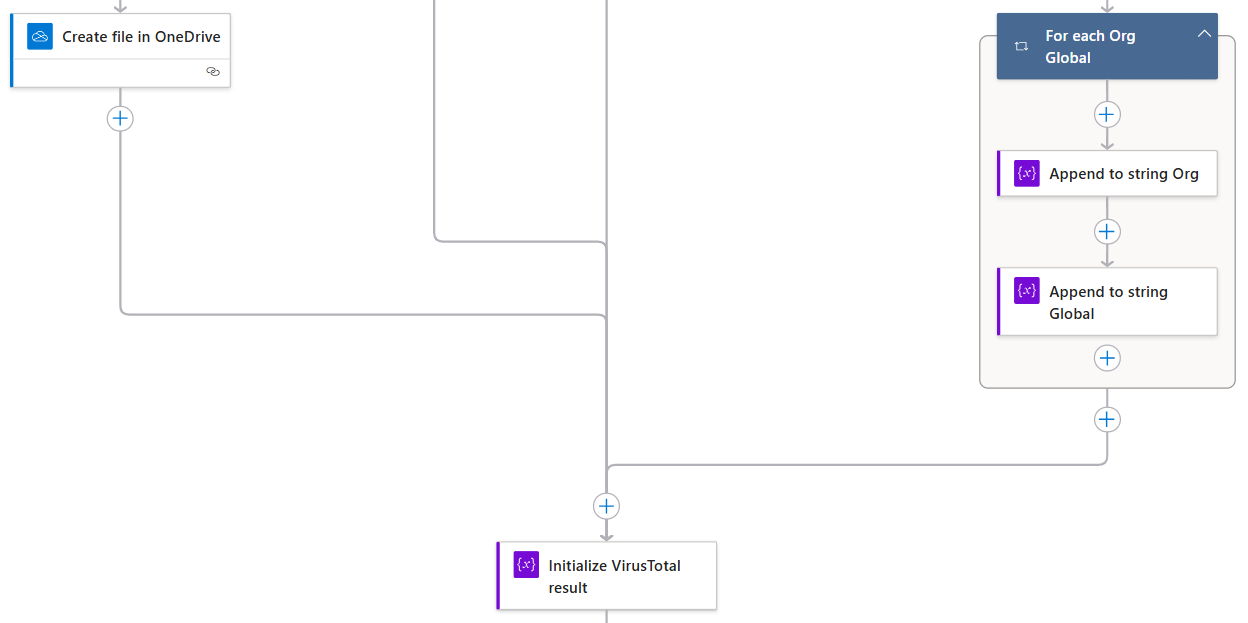 Create file in OneDrive
For each Org
Global
{x} Append to string Org
{x} Append to string
Global
{x} Initialize VirusTotal
result